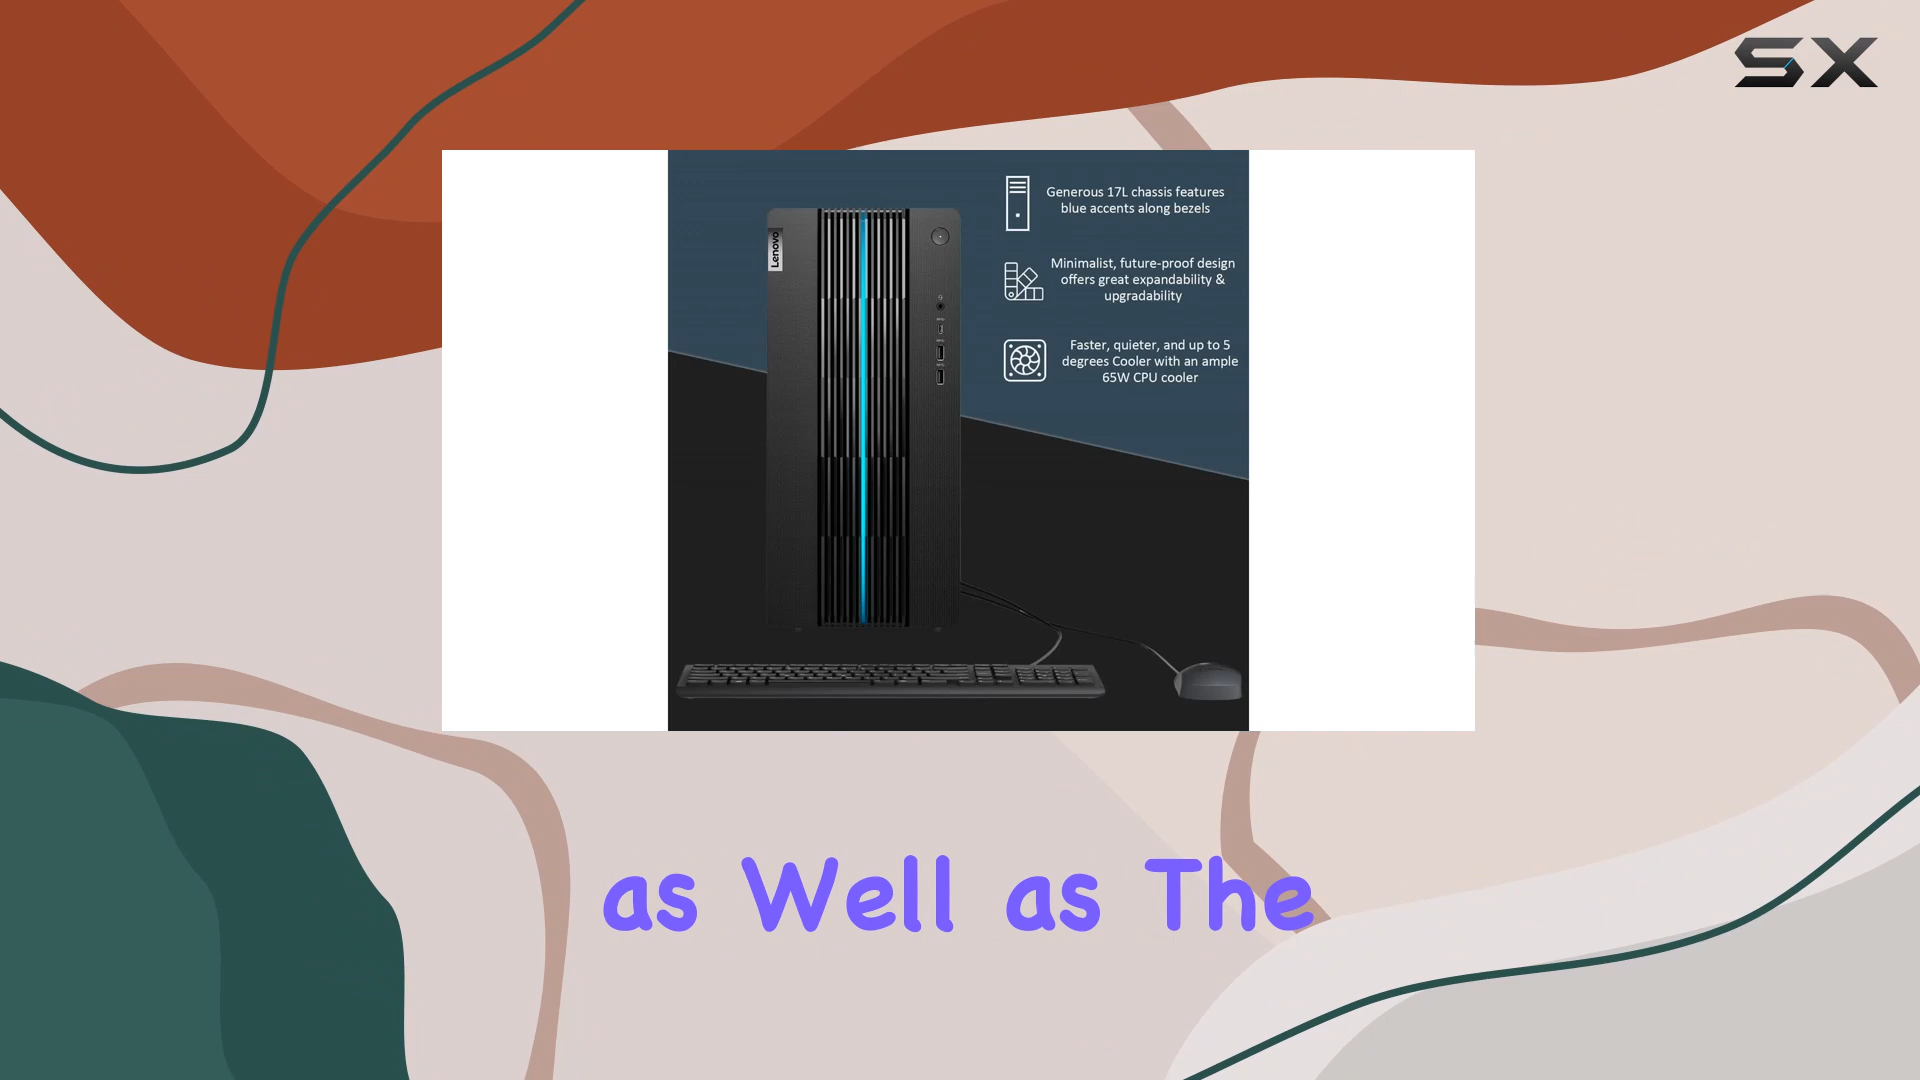 SX
Generous 17L chassis features
blue accents along bezels
Lenovo
Minimalist, future-proof design
offers great expandability &
upgradability
Faster, quieter, and up to 5
degrees Cooler with an ample
65W CPU cooler
as Well as The